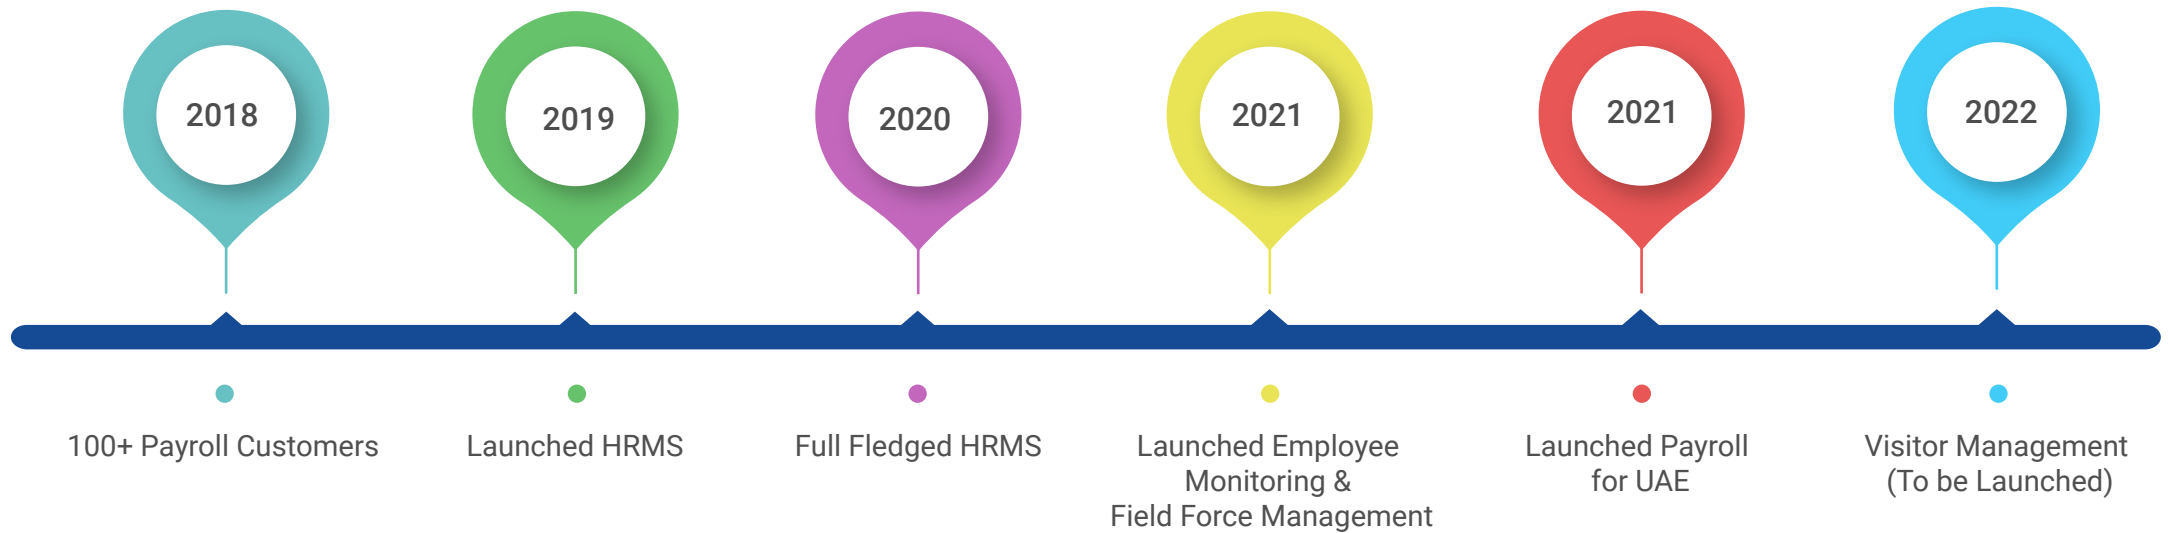 2018
2019
2020
2021
2021
2022
100+ Payroll Customers
Launched HRMS
Full Fledged HRMS
Launched Employee
Monitoring &
Field Force Management
Launched Payroll
for UAE
Visitor Management
(To be Launched)